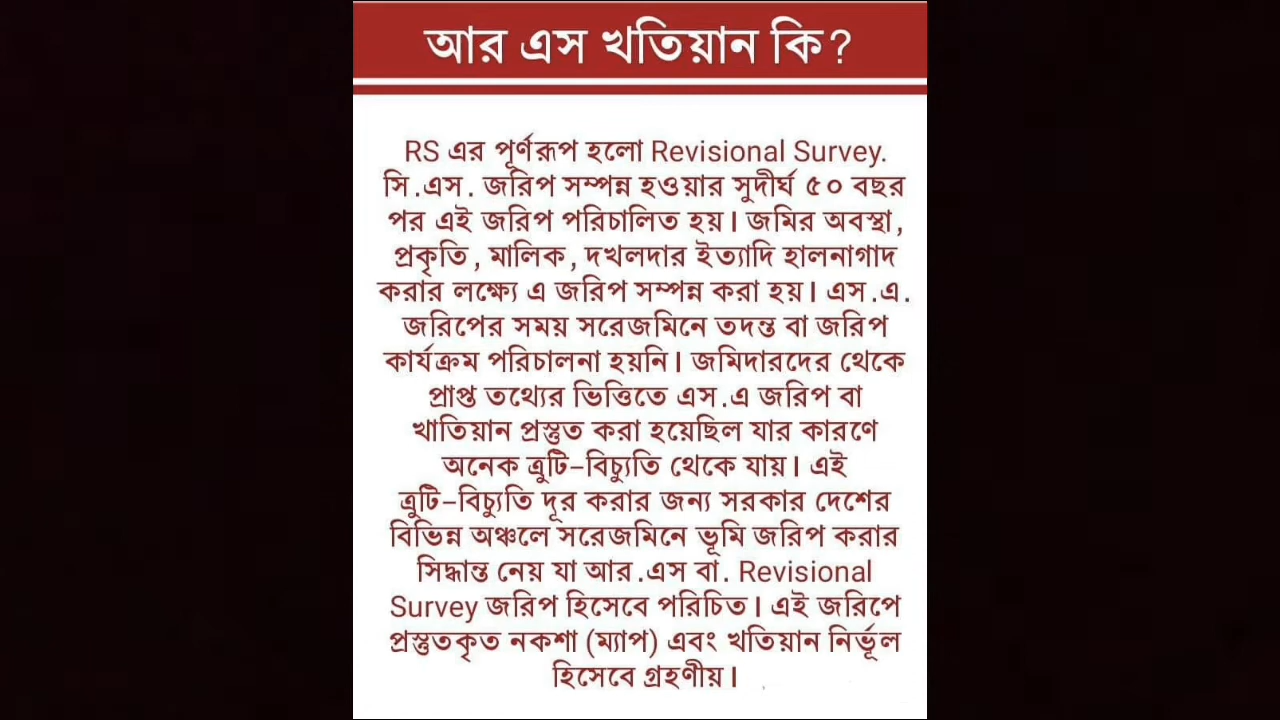 আর এস খতিয়ান কি?
RS এর পূর্ণরূপ হলো Revisional Survey.
সি.এস. জরিপ সম্পন্ন হওয়ার সুদীর্ঘ ৫০ বছর
পর এই জরিপ পরিচালিত হয়। জমির অবস্থা,
প্রকৃতি, মালিক, দখলদার ইত্যাদি হালনাগাদ
করার লক্ষ্যে এ জরিপ সম্পন্ন করা হয়। এস.এ.
জরিপের সময় সরেজমিনে তদন্ত বা জরিপ
কার্যক্রম পরিচালনা হয়নি। জমিদারদের থেকে
প্রাপ্ত তথ্যের ভিত্তিতে এস.এ জরিপ বা
খাতিয়ান প্রস্তুত করা হয়েছিল যার কারণে
অনেক ত্রুটি-বিচ্যুতি থেকে যায়। এই
ত্রুটি-বিচ্যুতি দূর করার জন্য সরকার দেশের
বিভিন্ন অঞ্চলে সরেজমিনে ভূমি জরিপ করার
সিদ্ধান্ত নেয় যা আর.এস বা. Revisional
Survey জরিপ হিসেবে পরিচিত। এই জরিপে
প্রস্তুতকৃত নকশা (ম্যাপ) এবং খতিয়ান নির্ভূল
হিসেবে গ্রহণীয়।